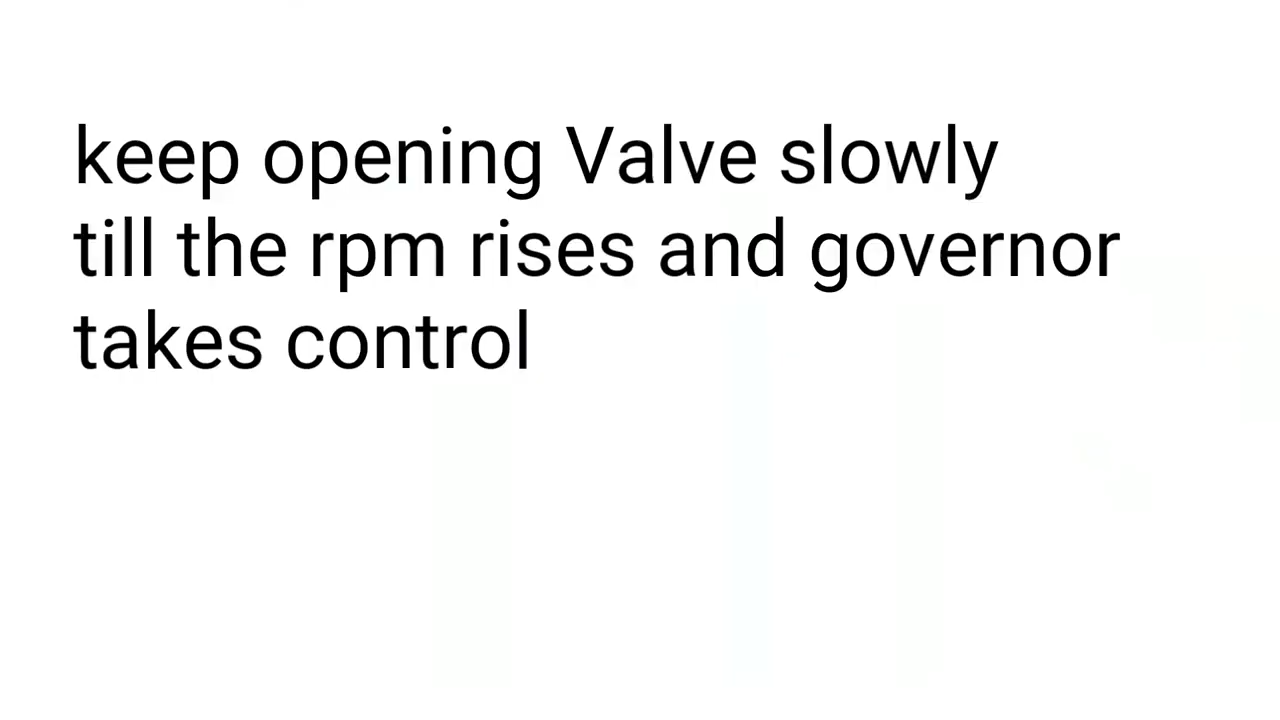 keep opening Valve slowly
till the rpm rises and governor
takes control